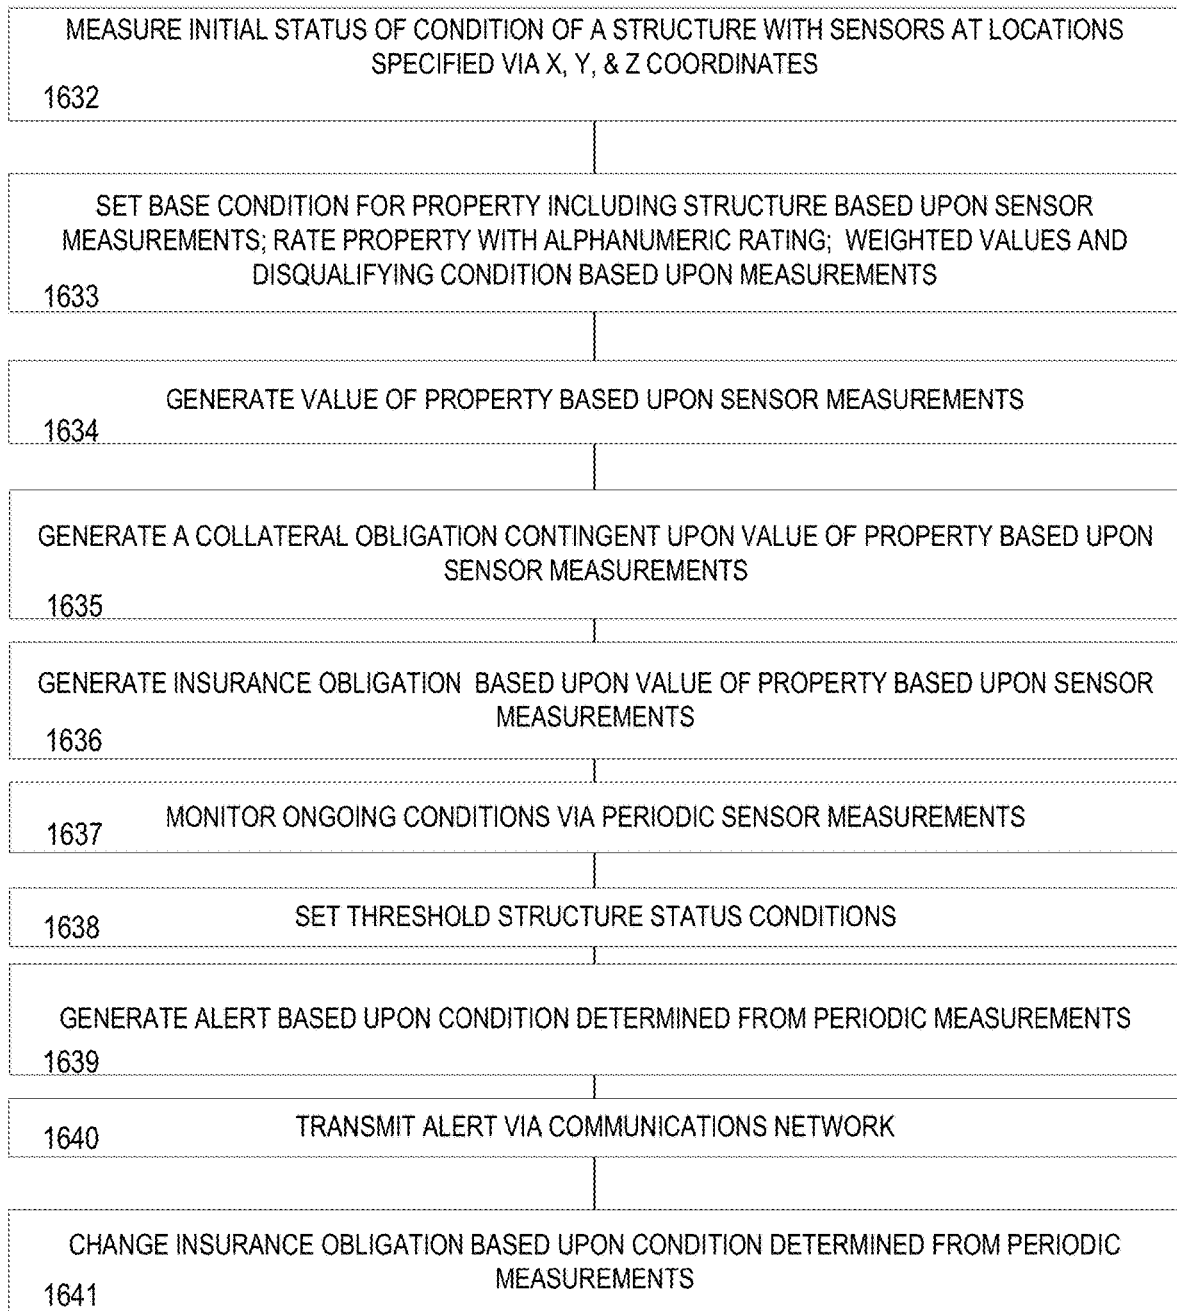 MEASURE INITIAL STATUS OF CONDITION OF A STRUCTURE WITH SENSORS AT LOCATIONS
SPECIFIED VIA X, Y, & Z COORDINATES
1632
SET BASE CONDITION FOR PROPERTY INCLUDING STRUCTURE BASED UPON SENSOR
MEASUREMENTS; RATE PROPERTY WITH ALPHANUMERIC RATING; WEIGHTED VALUES AND
DISQUALIFYING CONDITION BASED UPON MEASUREMENTS
1633
GENERATE VALUE OF PROPERTY BASED UPON SENSOR MEASUREMENTS
1634
GENERATE A COLLATERAL OBLIGATION CONTINGENT UPON VALUE OF PROPERTY BASED UPON
SENSOR MEASUREMENTS
1635
GENERATE INSURANCE OBLIGATION BASED UPON VALUE OF PROPERTY BASED UPON SENSOR
MEASUREMENTS
1636
MONITOR ONGOING CONDITIONS VIA PERIODIC SENSOR MEASUREMENTS
1637
SET THRESHOLD STRUCTURE STATUS CONDITIONS
1638
GENERATE ALERT BASED UPON CONDITION DETERMINED FROM PERIODIC MEASUREMENTS
1639
TRANSMIT ALERT VIA COMMUNICATIONS NETWORK
1640
CHANGE INSURANCE OBLIGATION BASED UPON CONDITION DETERMINED FROM PERIODIC
MEASUREMENTS
1641